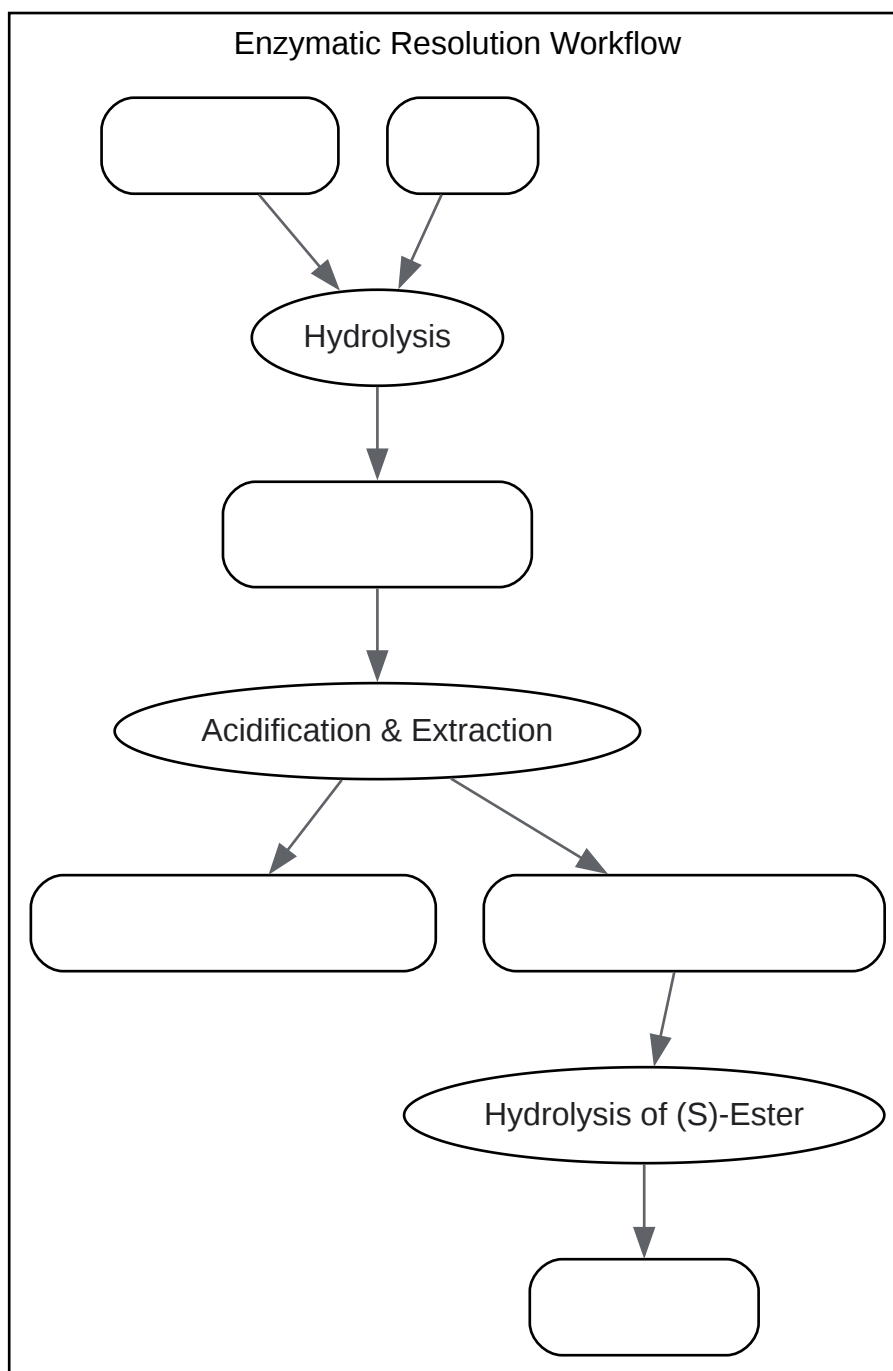 Enzymatic Resolution Workflow
Hydrolysis
Acidification & Extraction
Hydrolysis of (S)-Ester